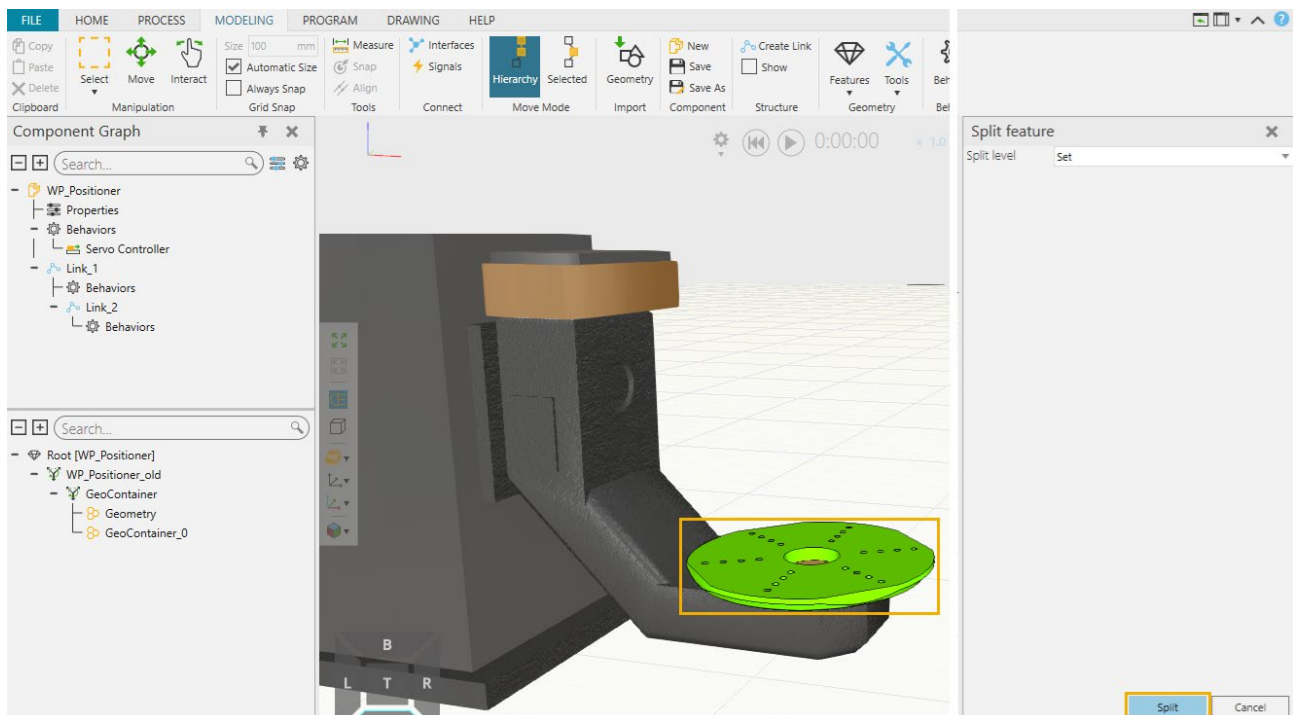 FILE HOME PROCESS MODELING PROGRAM DRAWING HELP
Copy
Paste
Delete
Clipboard
Select Move Interact
Manipulation
Size 100 mm
Automatic Size
Always Snap
Grid Snap
Measure
Snap
Align
Tools
Interfaces
Signals
Connect
Hierarchy Selected
Move Mode
Geometry
Import
New
Save
Save As
Component
Create Link
Show
Structure
Features Tools
Geometry
Beh
Bel
Component Graph
Search...
WP_Positioner
Properties
Behaviors
Servo Controller
Link_1
Behaviors
Link_2
Behaviors
Search...
Root [WP_Positioner]
WP_Positioner_old
GeoContainer
Geometry
GeoContainer_0
0:00:00 x 1.0
B
L T R
Split feature
Split level Set
Split Cancel